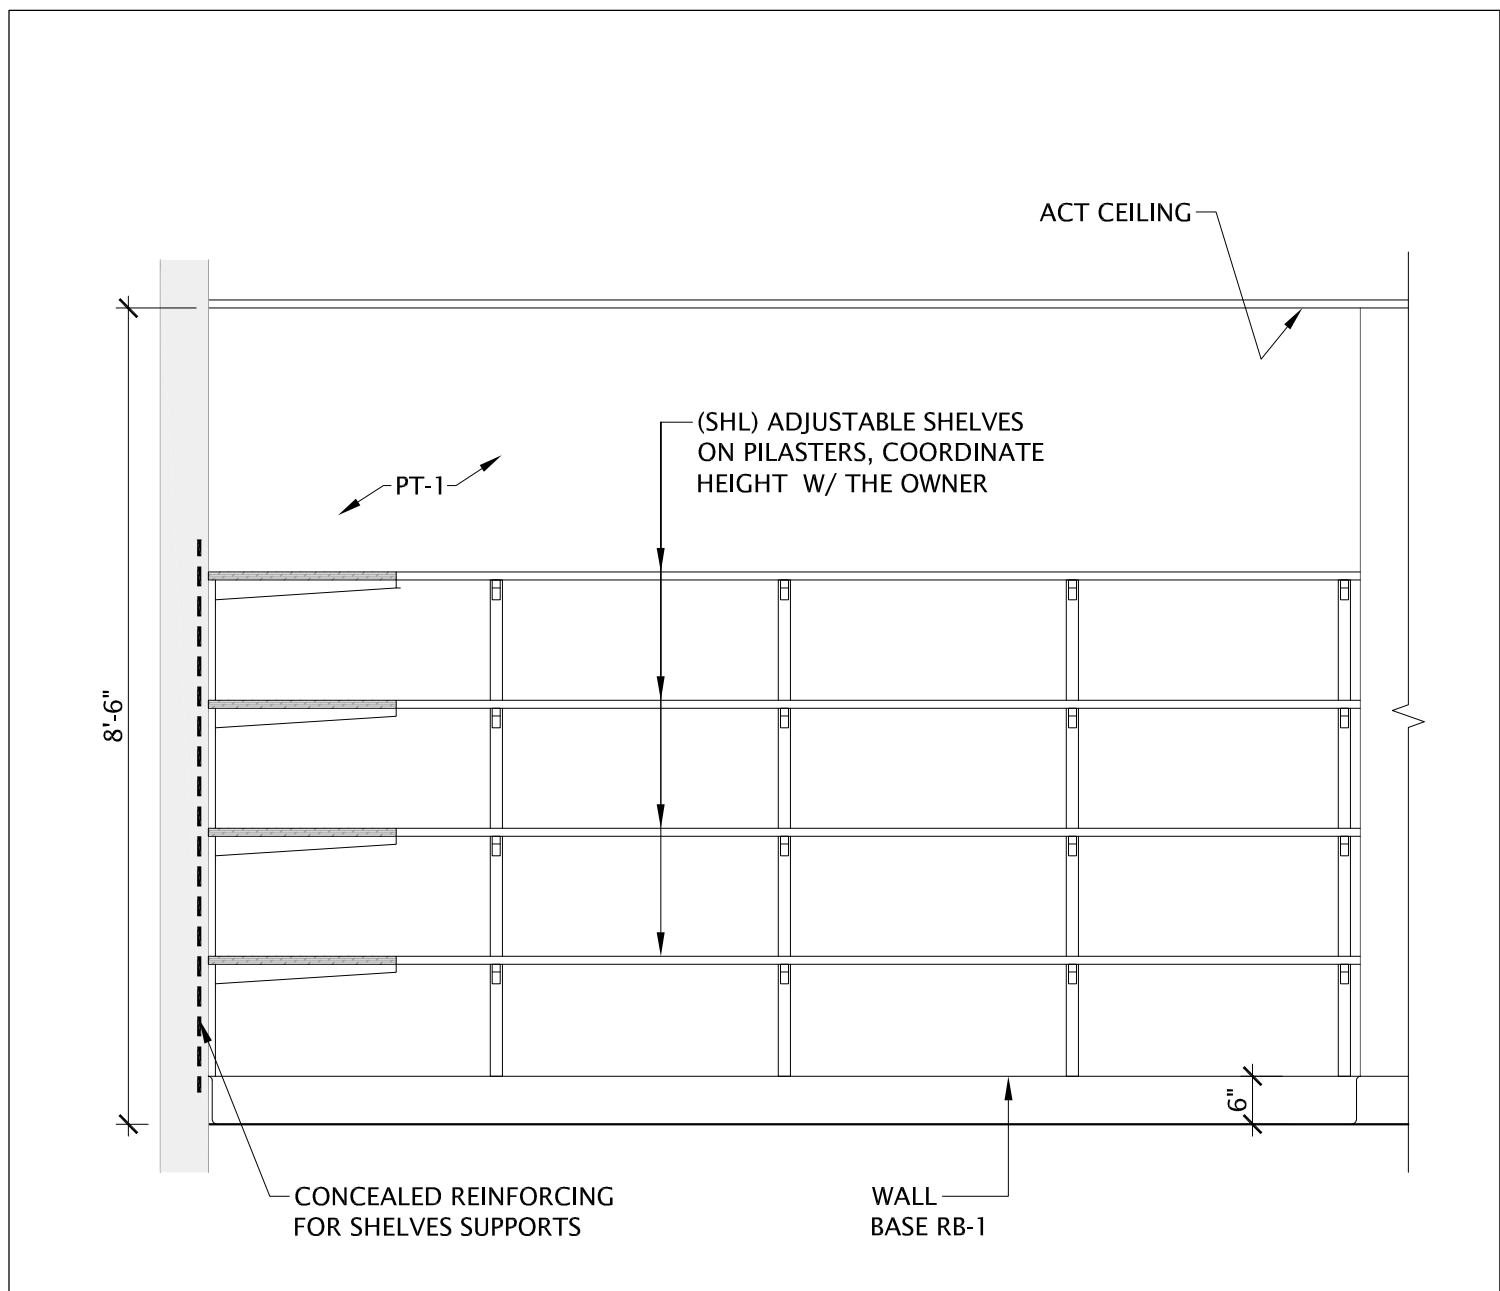 ACT CEILING
(SHL) ADJUSTABLE SHELVES
ON PILASTERS, COORDINATE
HEIGHT W/ THE OWNER
PT-1
8'-6"
6"
CONCEALED REINFORCING
FOR SHELVES SUPPORTS
WALL
BASE RB-1